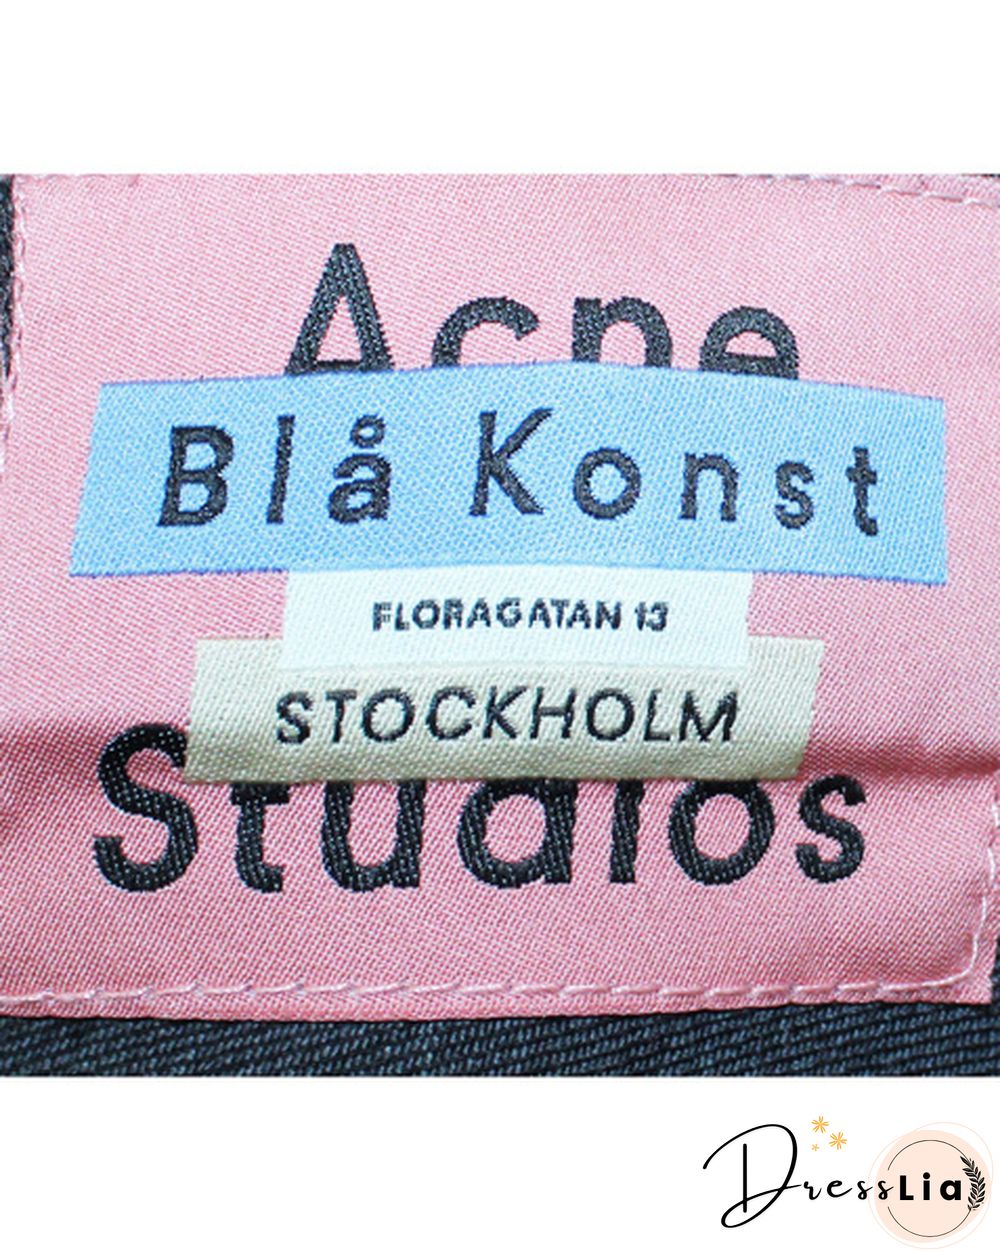 Acne
Blå Konst
FLORAGATAN 13
STOCKHOLM
Studios
DressLia